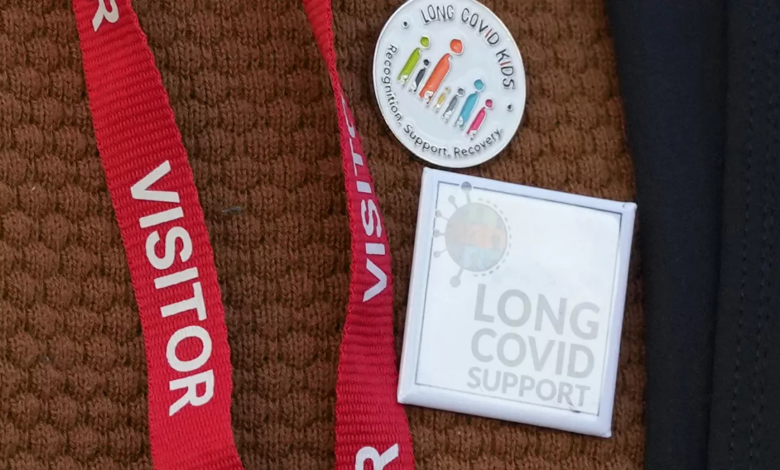 R
VISITOR
VISITOR
R
LONG COVID KIDS
Recognition. Support. Recovery.
LONG
COVID
SUPPORT